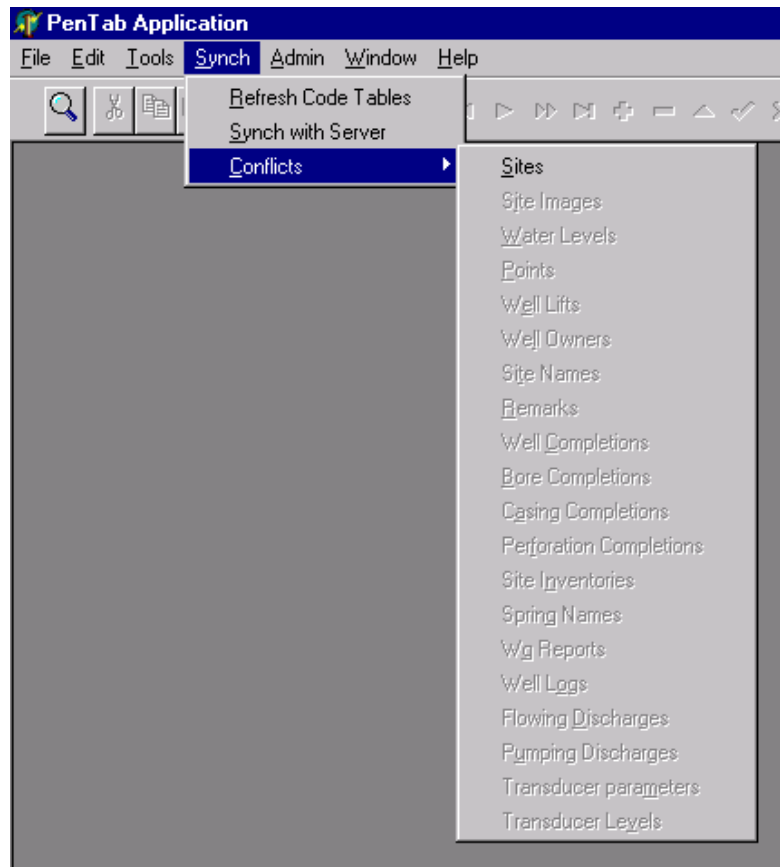 PenTab Application
File Edit Tools Synch Admin Window Help
Refresh Code Tables
Synch with Server
Conflicts
Sites
Site Images
Water Levels
Points
Well Lifts
Well Owners
Site Names
Remarks
Well Completions
Bore Completions
Casing Completions
Perforation Completions
Site Inventories
Spring Names
Wg Reports
Well Logs
Flowing Discharges
Pumping Discharges
Transducer parameters
Transducer Levels